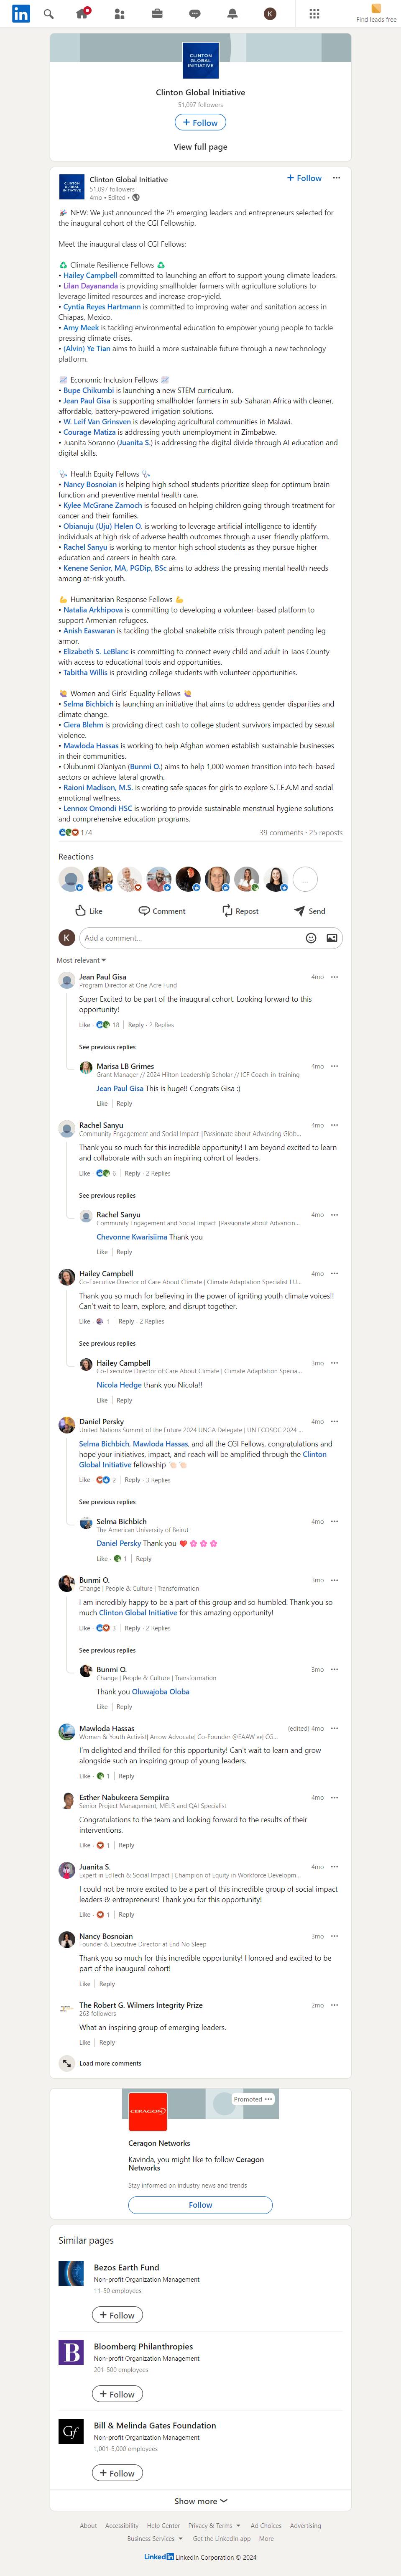 Find leads free
CLINTON
GLOBAL
INITIATIVE
Clinton Global Initiative
51,097 followers
+ Follow
View full page
Clinton Global Initiative
51,097 followers
4mo • Edited •
+ Follow
🎉 NEW: We just announced the 25 emerging leaders and entrepreneurs selected for
the inaugural cohort of the CGI Fellowship.
Meet the inaugural class of CGI Fellows:
♻️ Climate Resilience Fellows ♻️
• Hailey Campbell committed to launching an effort to support young climate leaders.
• Lilan Dayananda is providing smallholder farmers with agricultural solutions to
leverage limited resources and increase crop-yield.
• Cyntia Reyes Hartmann is committed to improving water and sanitation access in
Chiapas, Mexico.
• Amy Meek is tackling environmental education to empower young people to tackle
pressing climate crises.
• (Alvin) Ye Tian aims to build a more sustainable future through a new technology
platform.
📈 Economic Inclusion Fellows 📈
• Bupe Chikumbi is launching a new STEM curriculum.
• Jean Paul Gisa is supporting smallholder farmers in sub-Saharan Africa with cleaner,
affordable, battery-powered irrigation solutions.
• W. Leif Van Grinsven is developing agricultural communities in Malawi.
• Courage Matiza is addressing youth unemployment in Zimbabwe.
• Juanita Soranno (Juanita S.) is addressing the digital divide through AI education and
digital skills.
🩺 Health Equity Fellows 🩺
• Nancy Bosnoian is helping high school students prioritize sleep for optimum brain
function and preventive mental health care.
• Kylee McGrane Zarnoch is focused on helping children going through treatment for
cancer and their families.
• Obianuju (Uju) Helen O. is working to leverage artificial intelligence to identify
individuals at high risk of adverse health outcomes through a user-friendly platform.
• Rachel Sanyu is working to mentor high school students as they pursue higher
education and careers in health care.
• Kenene Senior, MA, PGDip, BSc aims to address the pressing mental health needs
among at-risk youth.
💪 Humanitarian Response Fellows 💪
• Natalia Arkhipova is committing to developing a volunteer-based platform to
support Armenian refugees.
• Anish Easwaran is tackling the global snakebite crisis through patent pending leg
armor.
• Elizabeth S. LeBlanc is committing to connect every child and adult in Taos County
with access to educational tools and opportunities.
• Tabitha Willis is providing college students with volunteer opportunities.
🙋 Women and Girls' Equality Fellows 🙋
• Selma Bichbich is launching an initiative that aims to address gender disparities and
climate change.
• Ciera Blehm is providing direct cash to college student survivors impacted by sexual
violence.
• Mawloda Hassas is working to help Afghan women establish sustainable businesses
in their communities.
• Olubunmi Olaniyan (Bunmi O.) aims to help 1,000 women transition into tech-based
sectors or achieve lateral growth.
• Raioni Madison, M.S. is creating safe spaces for girls to explore S.T.E.A.M and social
emotional wellness.
• Lennox Omondi HSC is working to provide sustainable menstrual hygiene solutions
and comprehensive education programs.
174
39 comments · 25 reposts
Reactions
...
Like
Comment
Repost
Send
K
Add a comment...
Most relevant
Jean Paul Gisa
4mo
Program Director at One Acre Fund
Super Excited to be part of the inaugural cohort. Looking forward to this
opportunity!
Like · 18 | Reply · 2 Replies
See previous replies
Marisa LB Grimes
4mo
Grant Manager // 2024 Hilton Leadership Scholar // ICF Coach-in-training
Jean Paul Gisa This is huge!! Congrats Gisa :)
Like | Reply
Rachel Sanyu
4mo
Community Engagement and Social Impact |Passionate about Advancing Glob...
Thank you so much for this incredible opportunity! I am beyond excited to learn
and collaborate with such an inspiring cohort of leaders.
Like · 6 | Reply · 2 Replies
See previous replies
Rachel Sanyu
4mo
Community Engagement and Social Impact |Passionate about Advancin...
Chevonne Kwarisiima Thank you
Like | Reply
Hailey Campbell
4mo
Co-Executive Director of Care About Climate | Climate Adaptation Specialist I U...
Thank you so much for believing in the power of igniting youth climate voices!!
Can't wait to learn, explore, and disrupt together.
Like · 1 | Reply · 2 Replies
See previous replies
Hailey Campbell
3mo
Co-Executive Director of Care About Climate | Climate Adaptation Specia...
Nicola Hedge thank you Nicola!!
Like | Reply
Daniel Persky
4mo
United Nations Summit of the Future 2024 UNGA Delegate | UN ECOSOC 2024 ...
Selma Bichbich, Mawloda Hassas, and all the CGI Fellows, congratulations and
hope your initiatives, impact, and reach will be amplified through the Clinton
Global Initiative fellowship 👏🏻 👏🏻
Like · 2 | Reply · 3 Replies
See previous replies
Selma Bichbich
4mo
The American University of Beirut
Daniel Persky Thank you ❤️ 🌸 🌸 🌸
Like · 1 | Reply
Bunmi O.
3mo
Change | People & Culture | Transformation
I am incredibly happy to be a part of this group and so humbled. Thank you so
much Clinton Global Initiative for this amazing opportunity!
Like · 3 | Reply · 2 Replies
See previous replies
Bunmi O.
3mo
Change | People & Culture | Transformation
Thank you Oluwajoba Oloba
Like | Reply
Mawloda Hassas
(edited) 4mo
Women & Youth Activist| Arrow Advocate| Co-Founder @EAAW 🇦🇫| CG...
I'm delighted and thrilled for this opportunity! Can't wait to learn and grow
alongside such an inspiring group of young leaders.
Like · 1 | Reply
Esther Nabukeera Sempiira
4mo
Senior Project Management, MELR and QAI Specialist
Congratulations to the team and looking forward to the results of their
interventions.
Like · 1 | Reply
Juanita S.
4mo
Expert in EdTech & Social Impact | Champion of Equity in Workforce Developm...
I could not be more excited to be a part of this incredible group of social impact
leaders & entrepreneurs! Thank you for this opportunity!
Like · 1 | Reply
Nancy Bosnoian
3mo
Founder & Executive Director at End No Sleep
Thank you so much for this incredible opportunity! Honored and excited to be
part of the inaugural cohort!
Like | Reply
The Robert G. Wilmers Integrity Prize
2mo
263 followers
What an inspiring group of emerging leaders.
Like | Reply
Load more comments
Promoted
CERAGON
Ceragon Networks
Kavinda, you might like to follow Ceragon
Networks
Stay informed on industry news and trends
Follow
Similar pages
Bezos Earth Fund
Non-profit Organization Management
11-50 employees
+ Follow
B
Bloomberg Philanthropies
Non-profit Organization Management
201-500 employees
+ Follow
Gf
Bill & Melinda Gates Foundation
Non-profit Organization Management
1,001-5,000 employees
+ Follow
Show more
About Accessibility Help Center Privacy & Terms Ad Choices Advertising
Business Services Get the LinkedIn app More
LinkedIn LinkedIn Corporation © 2024